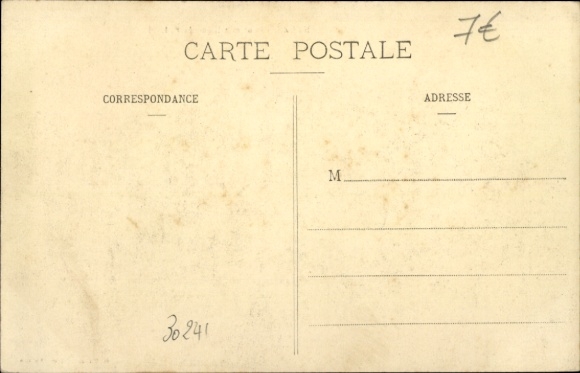 7€
CARTE POSTALE
CORRESPONDANCE
ADRESSE
M
30241